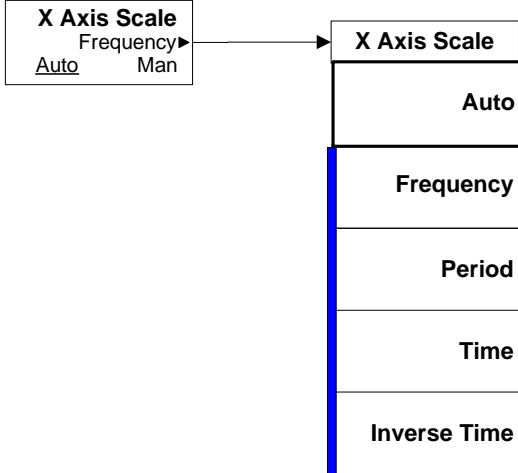 X Axis Scale
Frequency
Auto Man
X Axis Scale
Auto
Frequency
Period
Time
Inverse Time